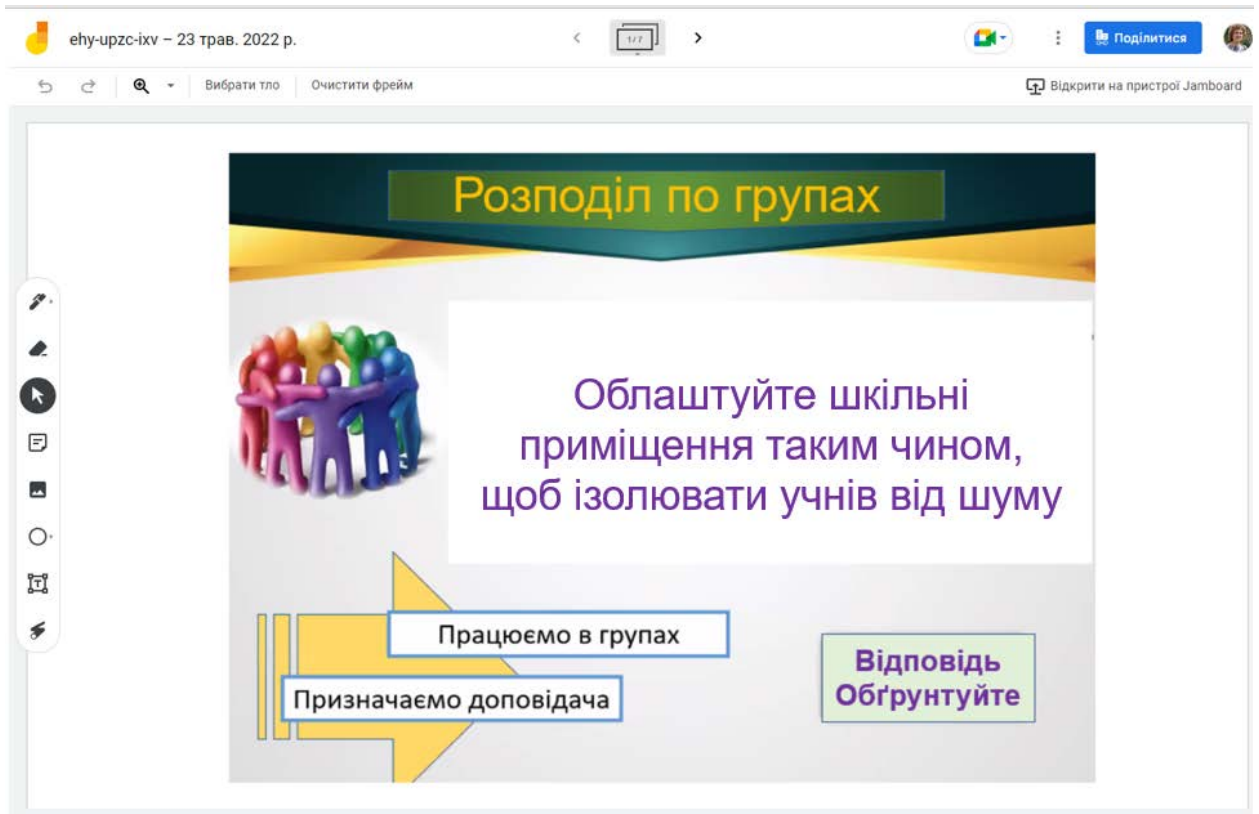 ehy-upzc-ixv – 23 трав. 2022 р.
1/7
Поділитися
Вибрати тло
Очистити фрейм
Відкрити на пристрої Jamboard
Розподіл по групах
Облаштуйте шкільні
приміщення таким чином,
щоб ізолювати учнів від шуму
Працюємо в групах
Призначаємо доповідача
Відповідь
Обґрунтуйте